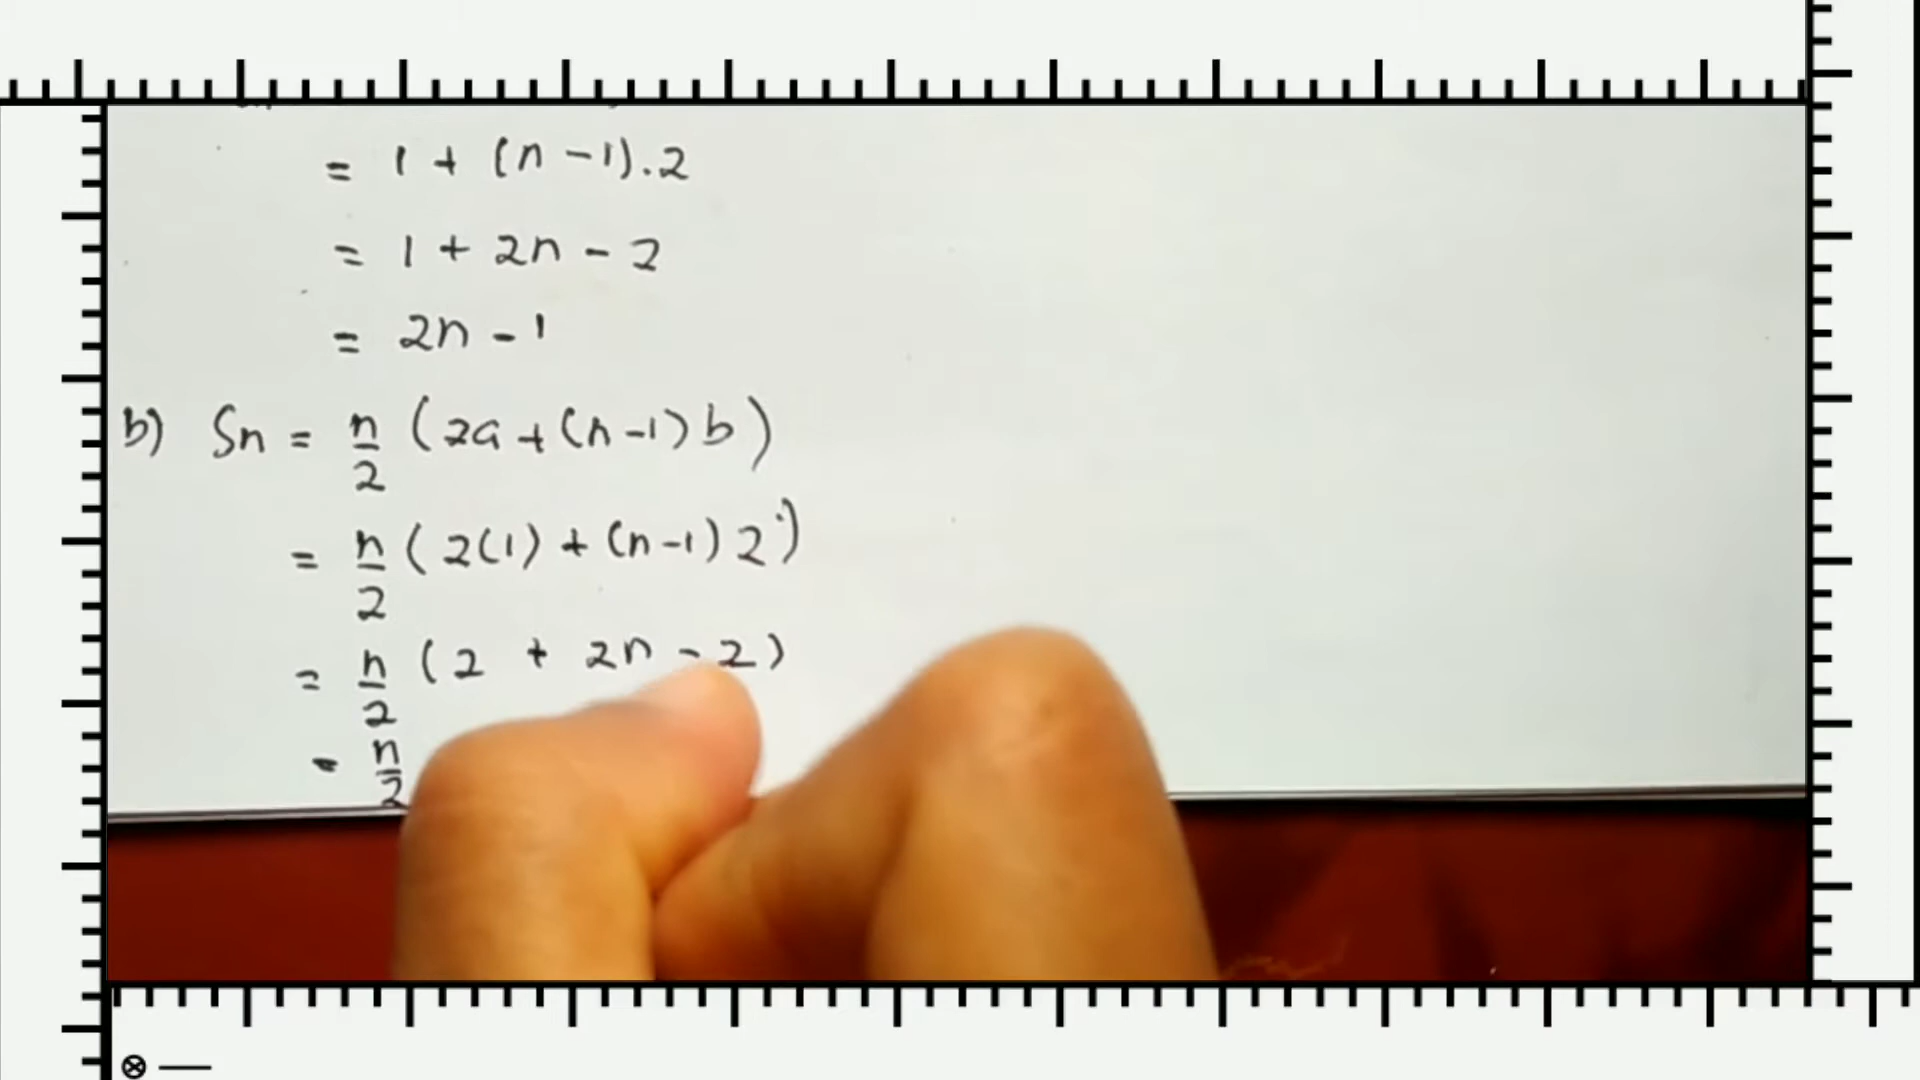 = 1 + (n - 1).2
= 1 + 2n - 2
= 2n - 1
b) Sn = n/2 (2a + (n-1) b)
= n/2 (2(1) + (n-1) 2)
= n/2 (2 + 2n - 2)
= n/2